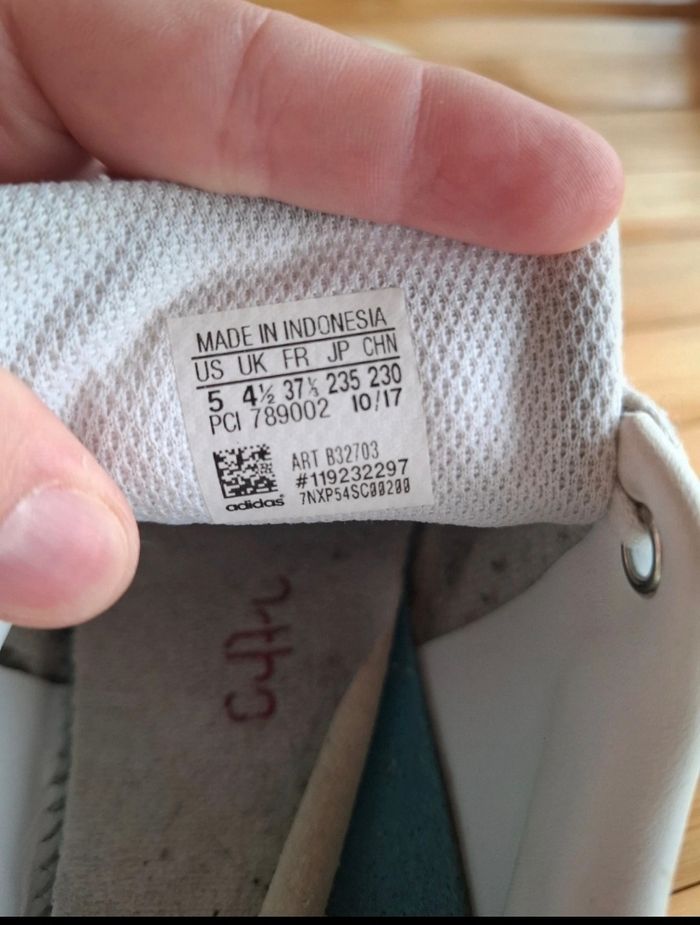 MADE IN INDONESIA
US UK FR JP CHN
5 4½ 37⅓ 235 230
PCI 789002 10/17
ART B32703
#119232297
adidas® 7NXP54SC00200